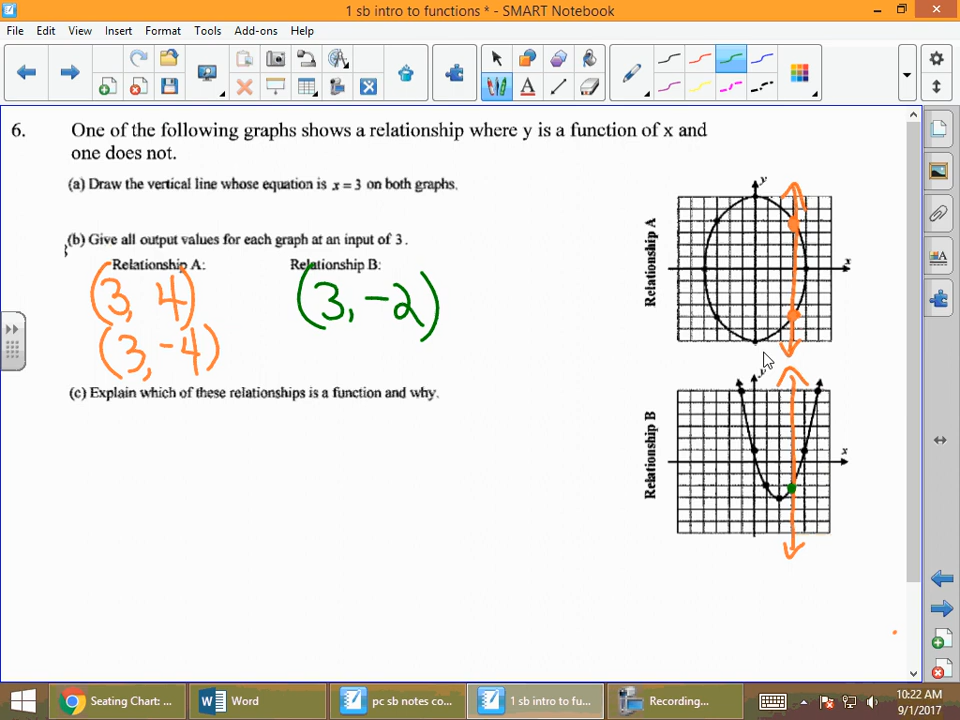 1 sb intro to functions * - SMART Notebook
File Edit View Insert Format Tools Add-ons Help
6. One of the following graphs shows a relationship where y is a function of x and
one does not.
(a) Draw the vertical line whose equation is x = 3 on both graphs.
(b) Give all output values for each graph at an input of 3.
Relationship A: Relationship B:
(3, 4) (3, -2)
(3, -4)
(c) Explain which of these relationships is a function and why.
y
Relationship A
x
Relationship B
x
Seating Chart: ... Word pc sb notes co... 1 sb intro to fu... Recording...
10:22 AM
9/1/2017